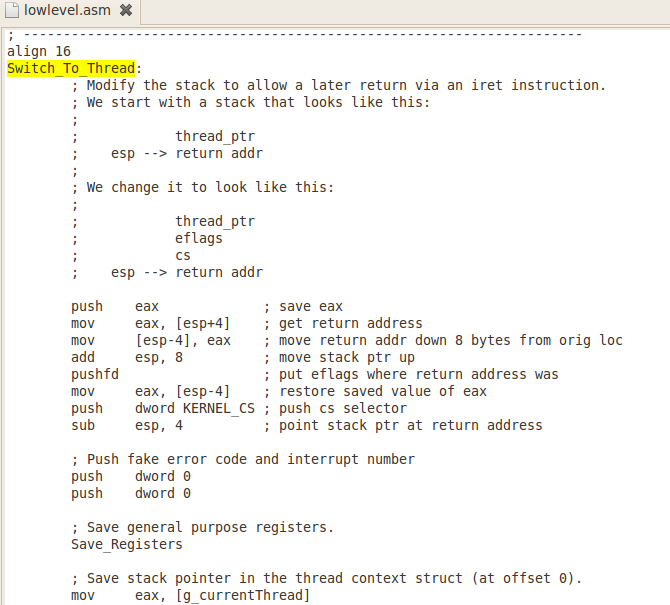 lowlevel.asm
; ----------------------------------------------------------------------
align 16
Switch_To_Thread:
        ; Modify the stack to allow a later return via an iret instruction.
        ; We start with a stack that looks like this:
        ;
        ;            thread_ptr
        ;    esp --> return addr
        ;
        ; We change it to look like this:
        ;
        ;            thread_ptr
        ;            eflags
        ;            cs
        ;    esp --> return addr

        push    eax             ; save eax
        mov     eax, [esp+4]    ; get return address
        mov     [esp-4], eax    ; move return addr down 8 bytes from orig loc
        add     esp, 8          ; move stack ptr up
        pushfd                  ; put eflags where return address was
        mov     eax, [esp-4]    ; restore saved value of eax
        push    dword KERNEL_CS ; push cs selector
        sub     esp, 4          ; point stack ptr at return address

        ; Push fake error code and interrupt number
        push    dword 0
        push    dword 0

        ; Save general purpose registers.
        Save_Registers

        ; Save stack pointer in the thread context struct (at offset 0).
        mov     eax, [g_currentThread]